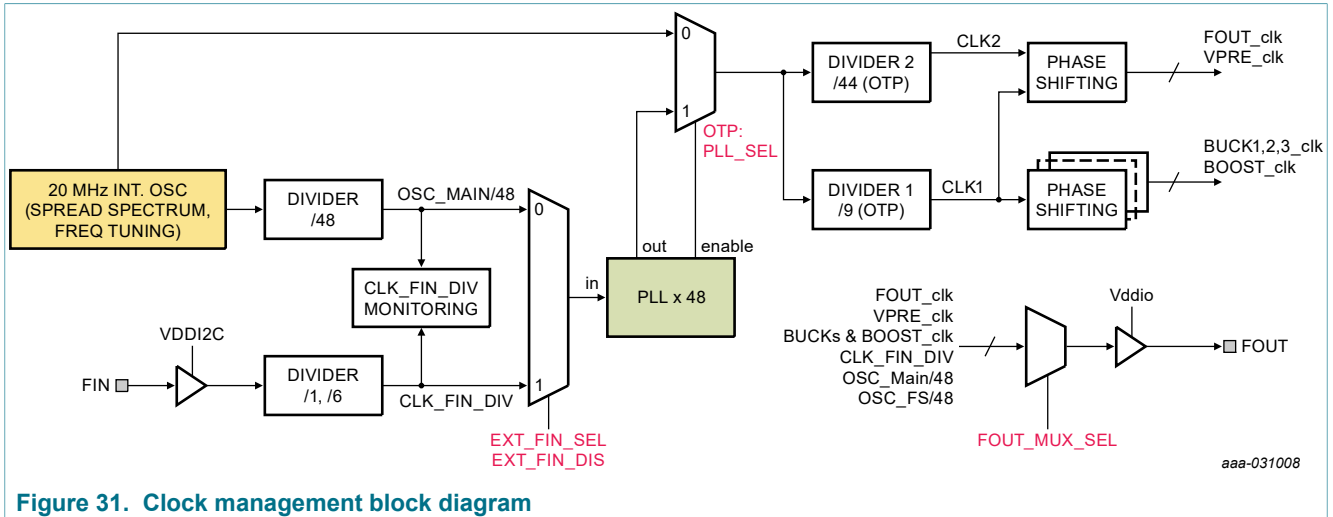 0
1
OTP:
PLL_SEL
DIVIDER 2
/44 (OTP)
CLK2
PHASE
SHIFTING
FOUT_clk
VPRE_clk
DIVIDER 1
/9 (OTP)
CLK1
PHASE
SHIFTING
BUCK1,2,3_clk
BOOST_clk
20 MHz INT. OSC
(SPREAD SPECTRUM,
FREQ TUNING)
DIVIDER
/48
OSC_MAIN/48
0
CLK_FIN_DIV
MONITORING
VDDI2C
FIN
DIVIDER
/1, /6
CLK_FIN_DIV
1
EXT_FIN_SEL
EXT_FIN_DIS
in
out
enable
PLL x 48
FOUT_clk
VPRE_clk
BUCKs & BOOST_clk
CLK_FIN_DIV
OSC_Main/48
OSC_FS/48
Vddio
FOUT
FOUT_MUX_SEL
aaa-031008
Figure 31. Clock management block diagram